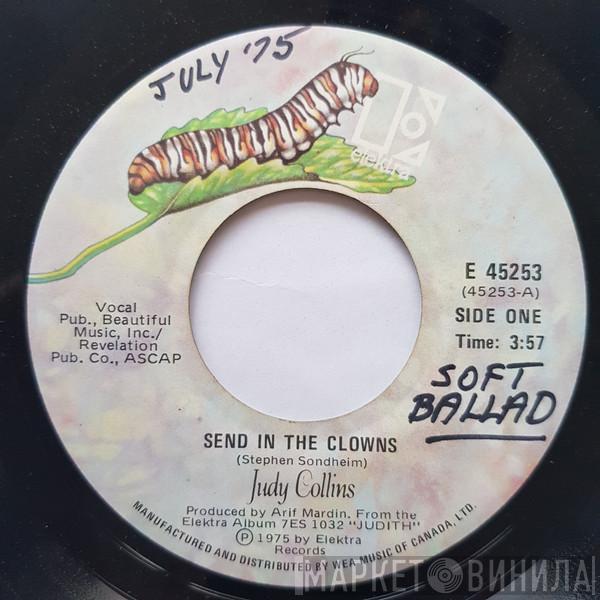 JULY '75
elektra
E 45253
(45253-A)
SIDE ONE
Time: 3:57
Vocal
Pub., Beautiful
Music, Inc./
Revelation
Pub. Co., ASCAP
SOFT
BALLAD
SEND IN THE CLOWNS
(Stephen Sondheim)
Judy Collins
Produced by Arif Mardin. From the
Elektra Album 7ES 1032 "JUDITH"
Ⓟ 1975 by Elektra
Records
MANUFACTURED AND DISTRIBUTED BY WEA MUSIC OF CANADA, LTD.
МАРКЕТ ВИНИЛА